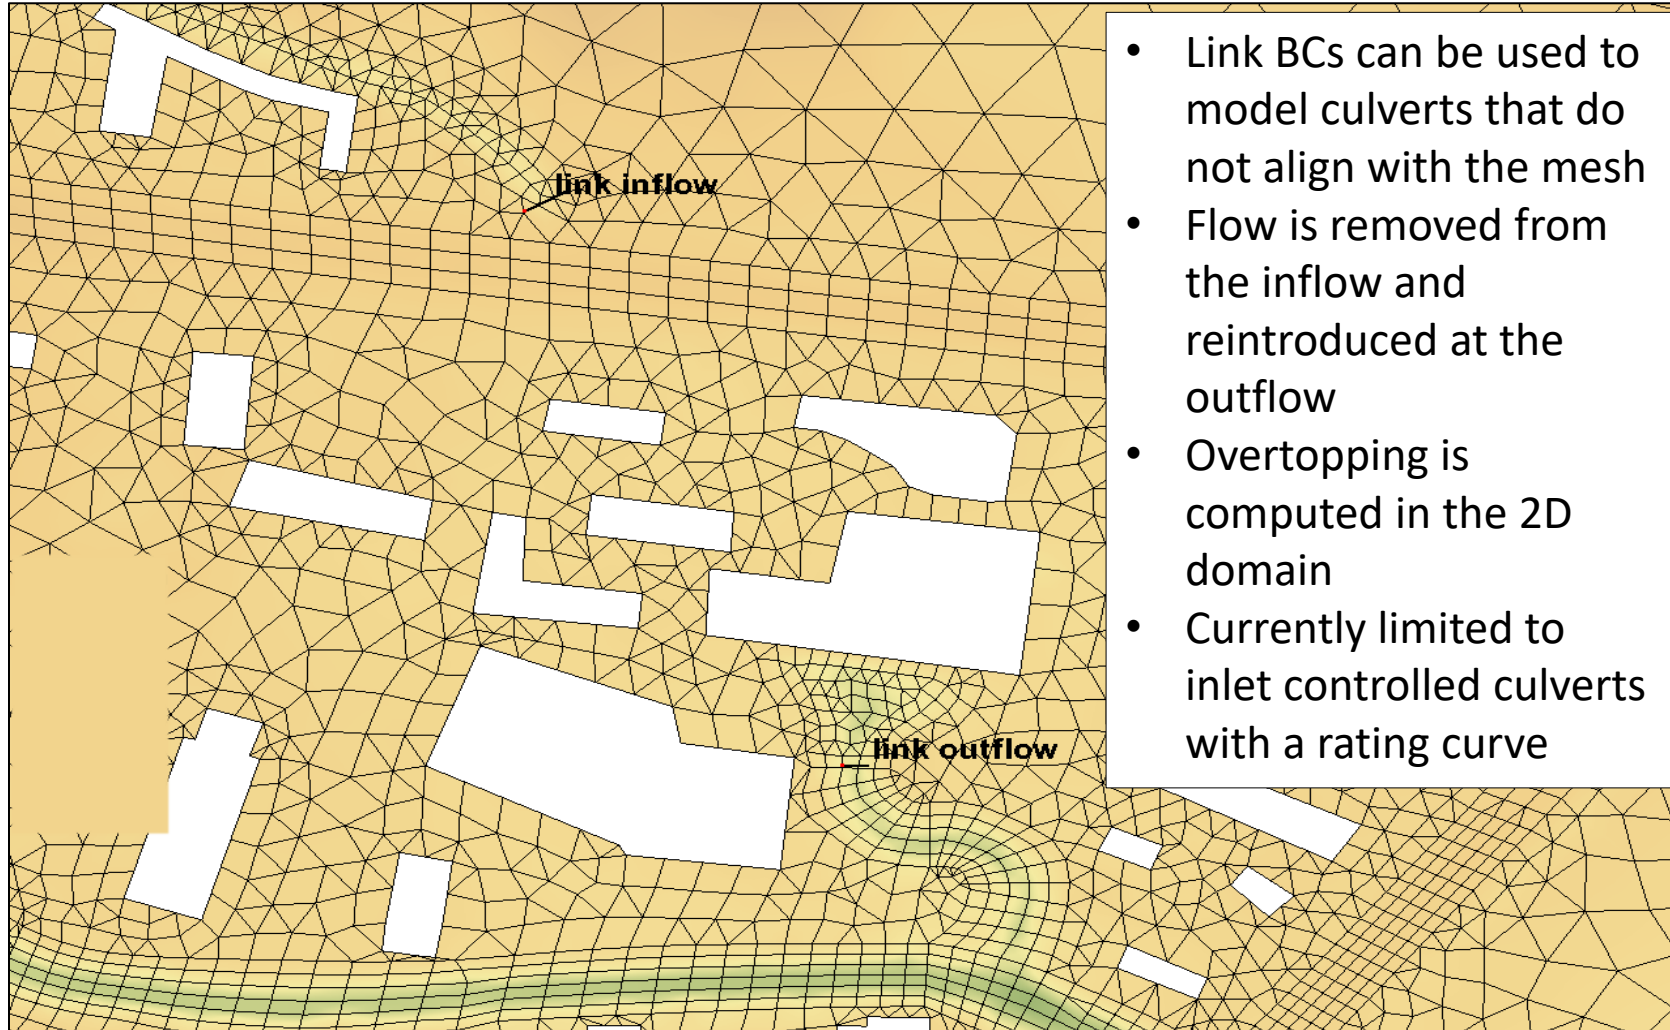 link inflow
link outflow
• Link BCs can be used to
model culverts that do
not align with the mesh
• Flow is removed from
the inflow and
reintroduced at the
outflow
• Overtopping is
computed in the 2D
domain
• Currently limited to
inlet controlled culverts
with a rating curve